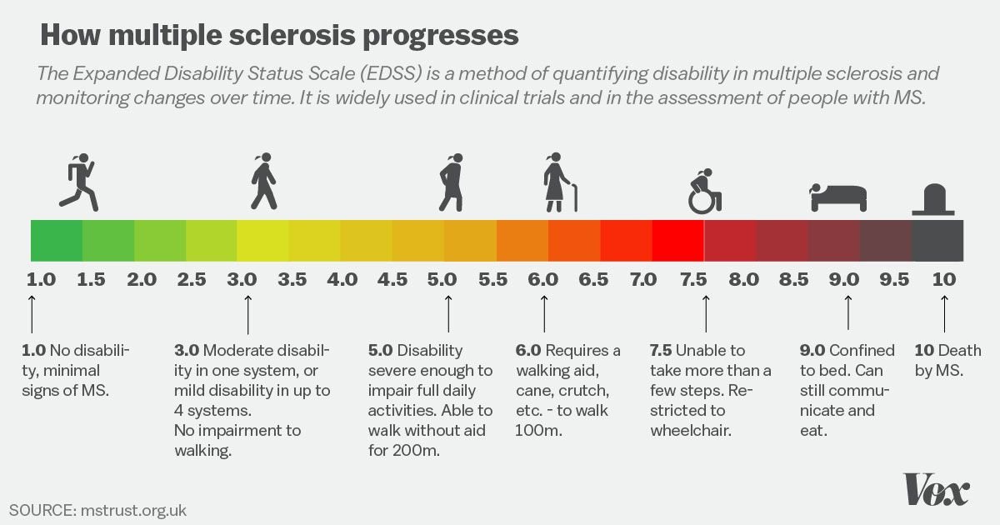 How multiple sclerosis progresses
The Expanded Disability Status Scale (EDSS) is a method of quantifying disability in multiple sclerosis and
monitoring changes over time. It is widely used in clinical trials and in the assessment of people with MS.
1.0 1.5 2.0 2.5 3.0 3.5 4.0 4.5 5.0 5.5 6.0 6.5 7.0 7.5 8.0 8.5 9.0 9.5 10
1.0 No disabili-
ty, minimal
signs of MS.
3.0 Moderate disabil-
ity in one system, or
mild disability in up to
4 systems.
No impairment to
walking.
5.0 Disability
severe enough to
impair full daily
activities. Able to
walk without aid
for 200m.
6.0 Requires a
walking aid,
cane, crutch,
etc. - to walk
100m.
7.5 Unable to
take more than a
few steps. Re-
stricted to
wheelchair.
9.0 Confined
to bed. Can
still commu-
nicate and
eat.
10 Death
by MS.
SOURCE: mstrust.org.uk
Vox